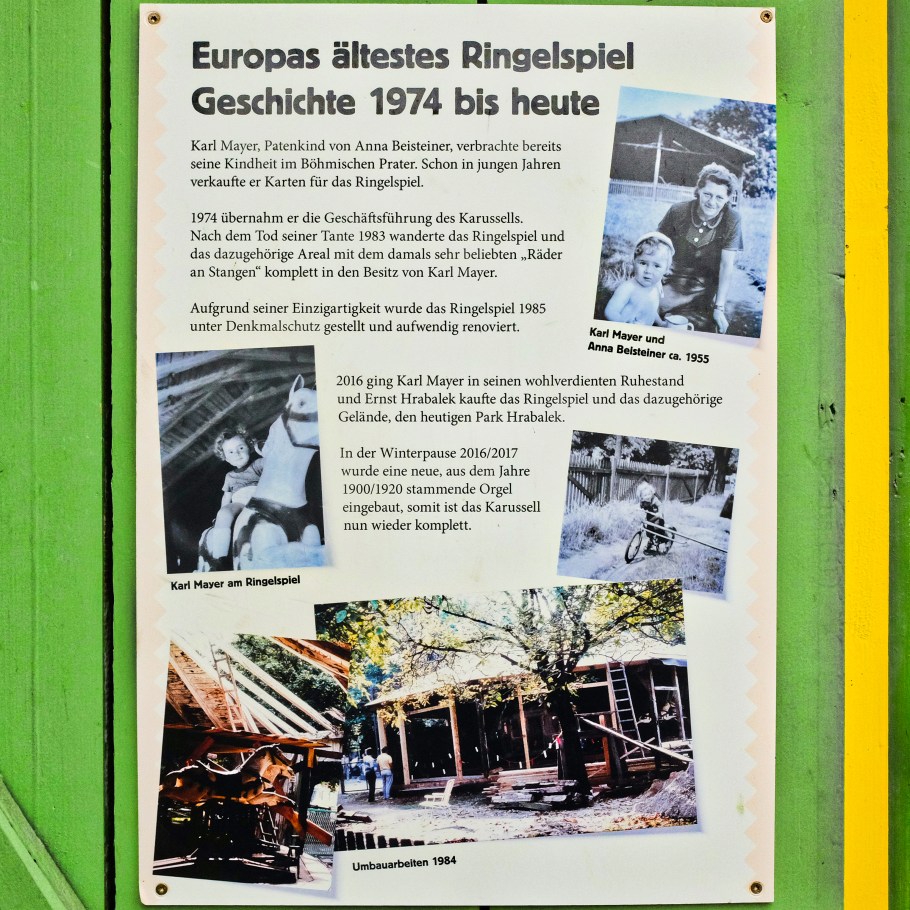 Europas ältestes Ringelspiel
Geschichte 1974 bis heute
Karl Mayer, Patenkind von Anna Beisteiner, verbrachte bereits
seine Kindheit im Böhmischen Prater. Schon in jungen Jahren
verkaufte er Karten für das Ringelspiel.
1974 übernahm er die Geschäftsführung des Karussells.
Nach dem Tod seiner Tante 1983 wanderte das Ringelspiel und
das dazugehörige Areal mit dem damals sehr beliebten „Räder
an Stangen“ komplett in den Besitz von Karl Mayer.
Aufgrund seiner Einzigartigkeit wurde das Ringelspiel 1985
unter Denkmalschutz gestellt und aufwendig renoviert.
Karl Mayer und
Anna Beisteiner ca. 1955
2016 ging Karl Mayer in seinen wohlverdienten Ruhestand
und Ernst Hrabalek kaufte das Ringelspiel und das dazugehörige
Gelände, den heutigen Park Hrabalek.
In der Winterpause 2016/2017
wurde eine neue, aus dem Jahre
1900/1920 stammende Orgel
eingebaut, somit ist das Karussell
nun wieder komplett.
Karl Mayer am Ringelspiel
Umbauarbeiten 1984